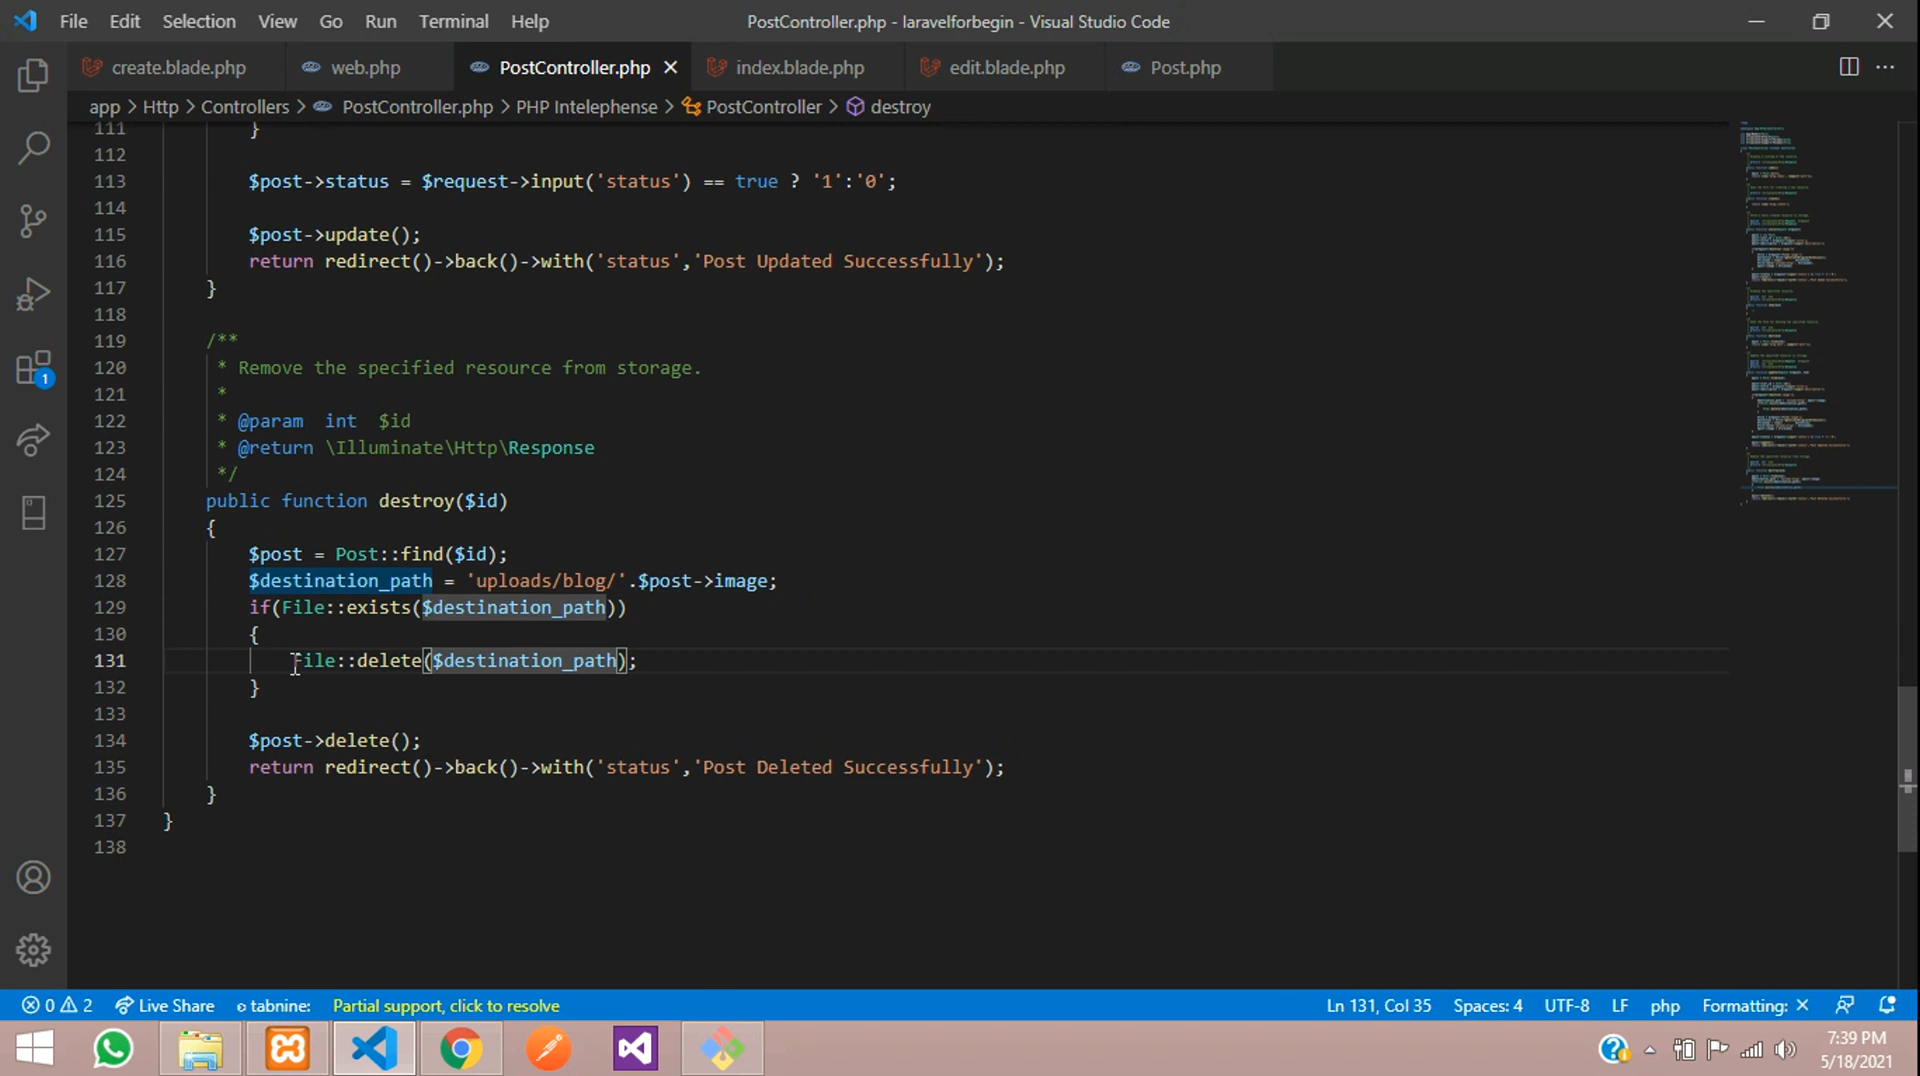 File Edit Selection View Go Run Terminal Help PostController.php - laravelforbegin - Visual Studio Code
create.blade.php web.php PostController.php index.blade.php edit.blade.php Post.php
app > Http > Controllers > PostController.php > PHP Intelephense > PostController > destroy
111 }
112
113 $post->status = $request->input('status') == true ? '1':'0';
114
115 $post->update();
116 return redirect()->back()->with('status','Post Updated Successfully');
117 }
118
119 /**
120 * Remove the specified resource from storage.
121 *
122 * @param int $id
123 * @return \Illuminate\Http\Response
124 */
125 public function destroy($id)
126 {
127 $post = Post::find($id);
128 $destination_path = 'uploads/blog/'.$post->image;
129 if(File::exists($destination_path))
130 {
131 File::delete($destination_path);
132 }
133
134 $post->delete();
135 return redirect()->back()->with('status','Post Deleted Successfully');
136 }
137 }
138
1
0 2 Live Share tabnine: Partial support, click to resolve Ln 131, Col 35 Spaces: 4 UTF-8 LF php Formatting: ×
7:39 PM
5/18/2021